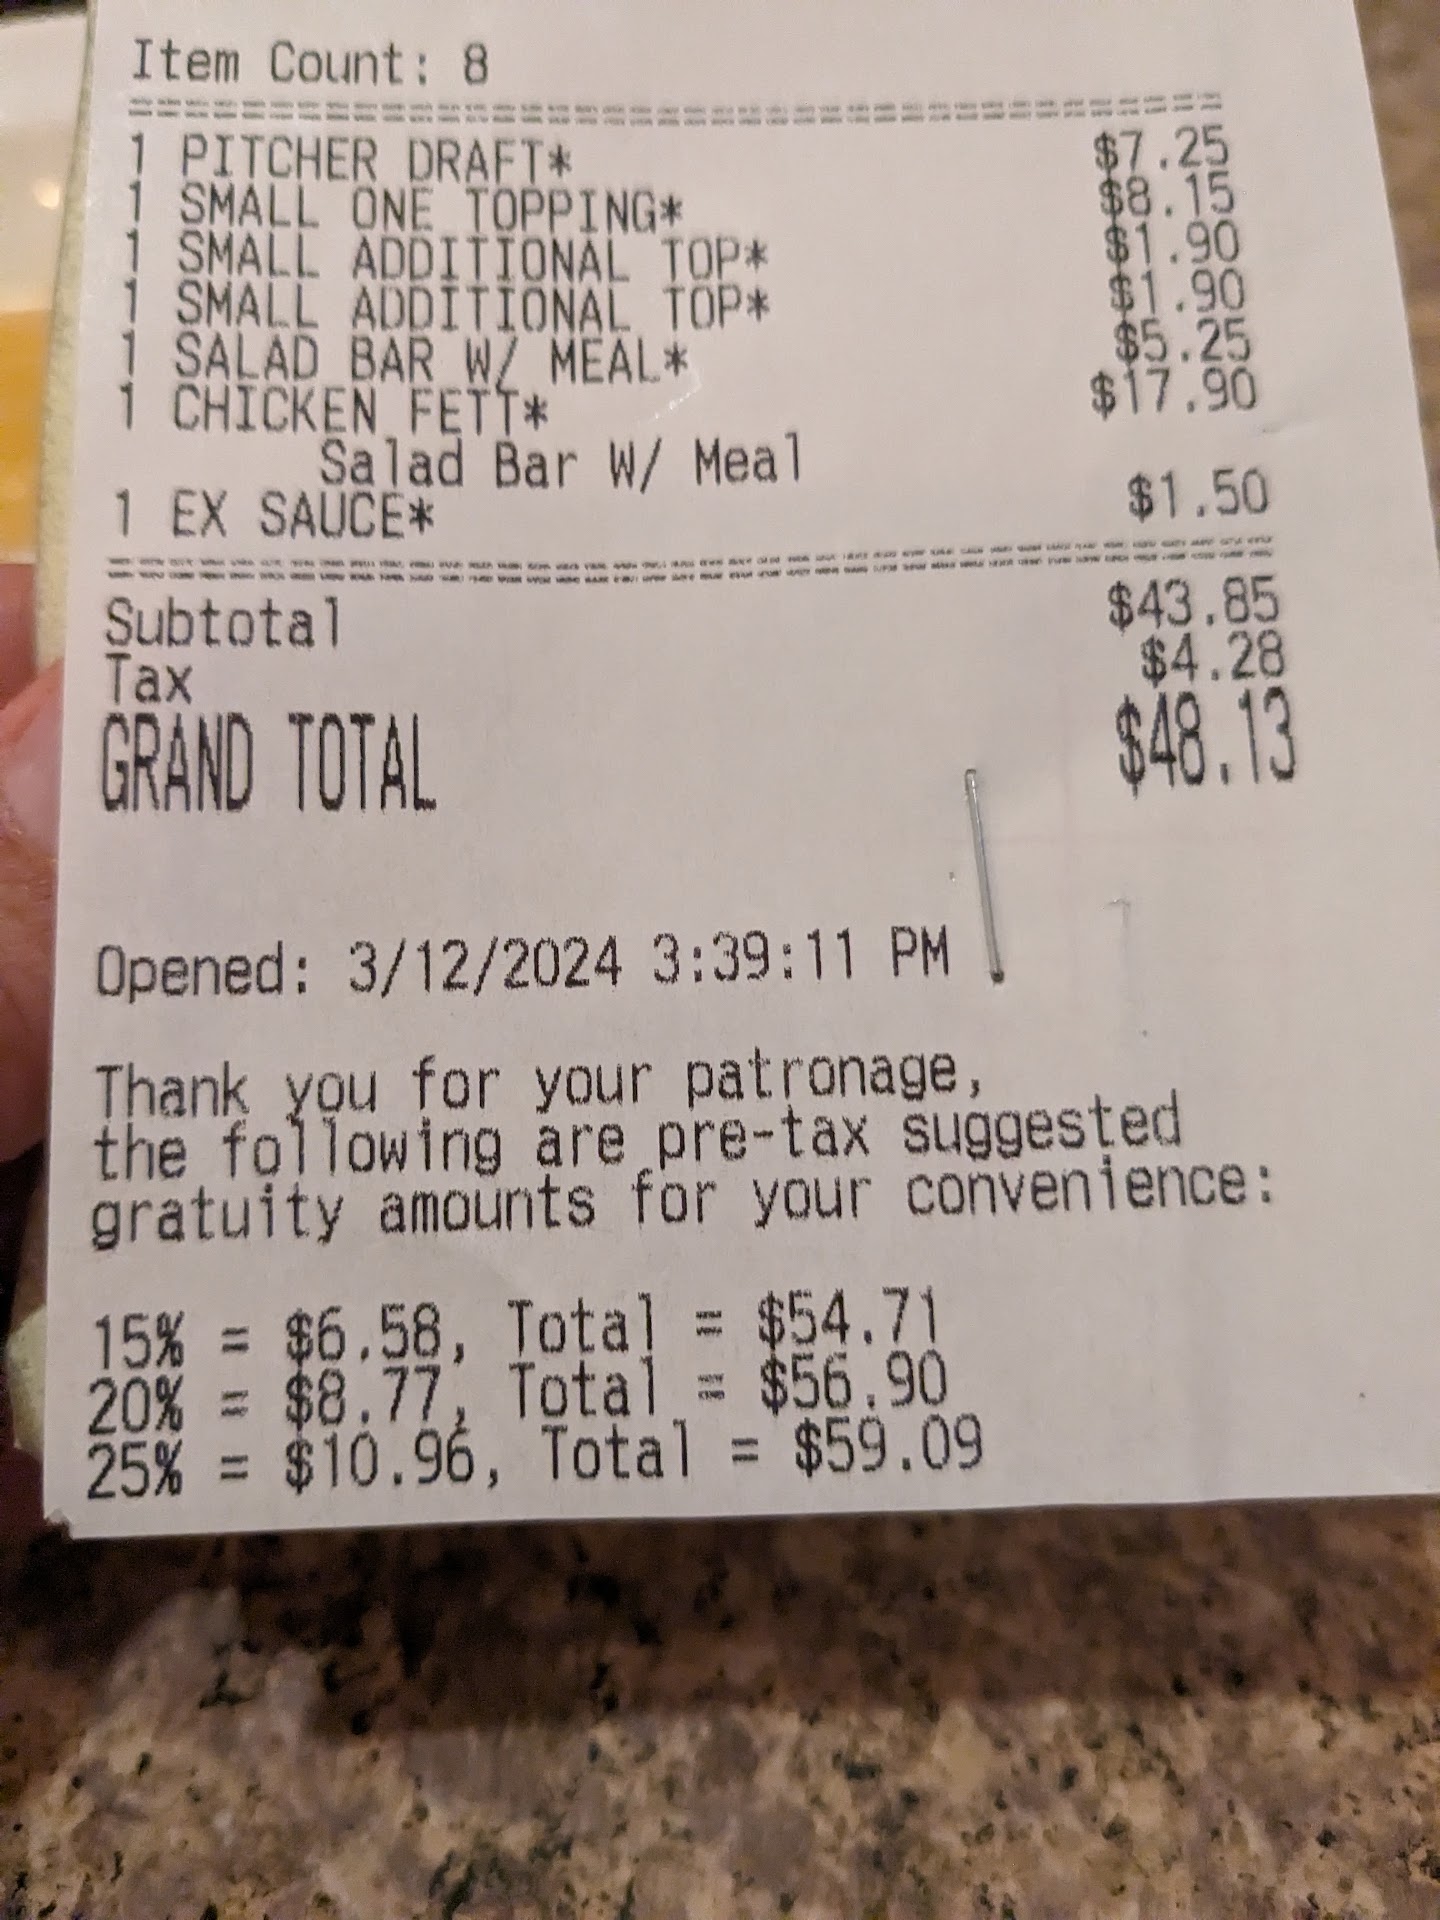 Item Count: 8
1 PITCHER DRAFT* $7.25
1 SMALL ONE TOPPING* $8.15
1 SMALL ADDITIONAL TOP* $1.90
1 SMALL ADDITIONAL TOP* $1.90
1 SALAD BAR W/ MEAL* $5.25
1 CHICKEN FETT* $17.90
Salad Bar W/ Meal
1 EX SAUCE* $1.50
Subtotal $43.85
Tax $4.28
GRAND TOTAL $48.13
Opened: 3/12/2024 3:39:11 PM
Thank you for your patronage,
the following are pre-tax suggested
gratuity amounts for your convenience:
15% = $6.58, Total = $54.71
20% = $8.77, Total = $56.90
25% = $10.96, Total = $59.09